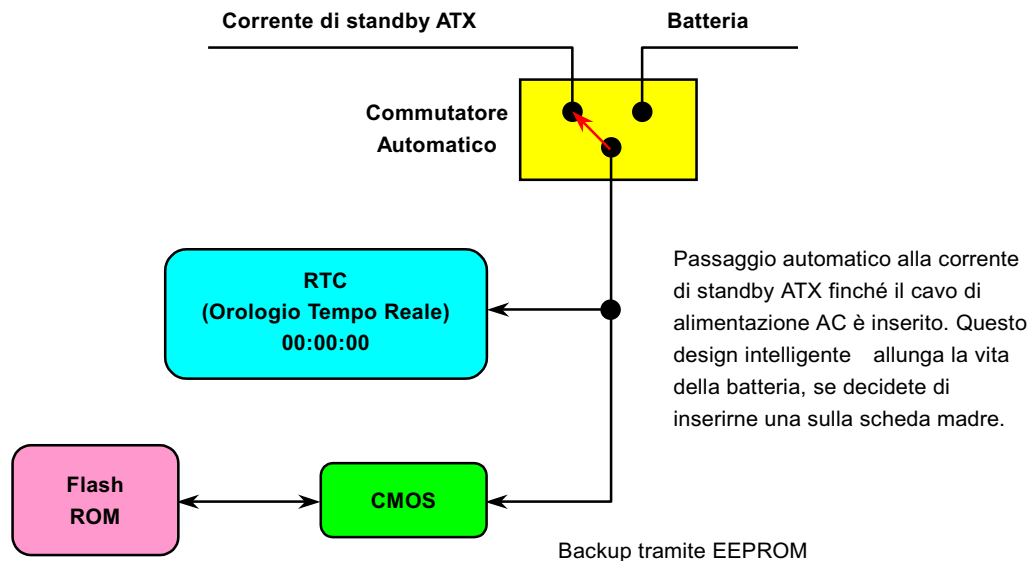 Corrente di standby ATX
Batteria
Commutatore
Automatico
RTC
(Orologio Tempo Reale)
00:00:00
Passaggio automatico alla corrente
di standby ATX finché il cavo di
alimentazione AC è inserito. Questo
design intelligente allunga la vita
della batteria, se decidete di
inserirne una sulla scheda madre.
Flash
ROM
CMOS
Backup tramite EEPROM